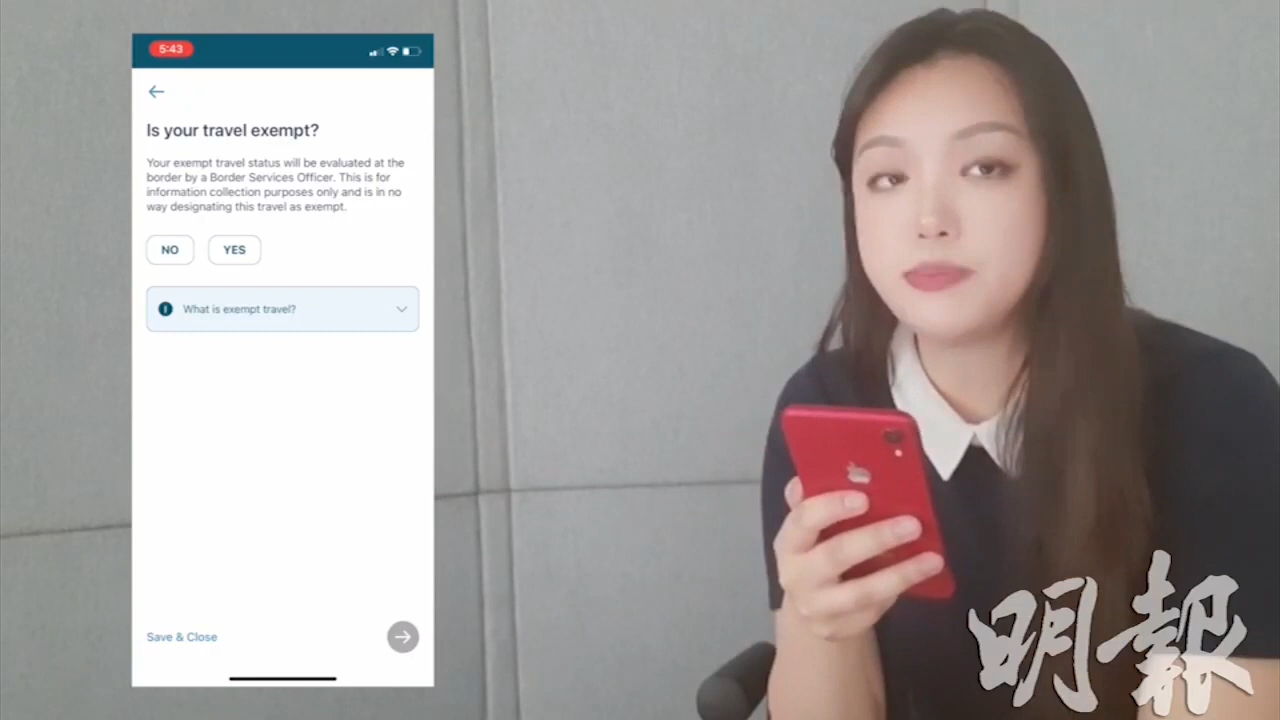 5:43
Is your travel exempt?
Your exempt travel status will be evaluated at the
border by a Border Services Officer. This is for
information collection purposes only and is in no
way designating this travel as exempt.
NO YES
What is exempt travel?
Save & Close
明報